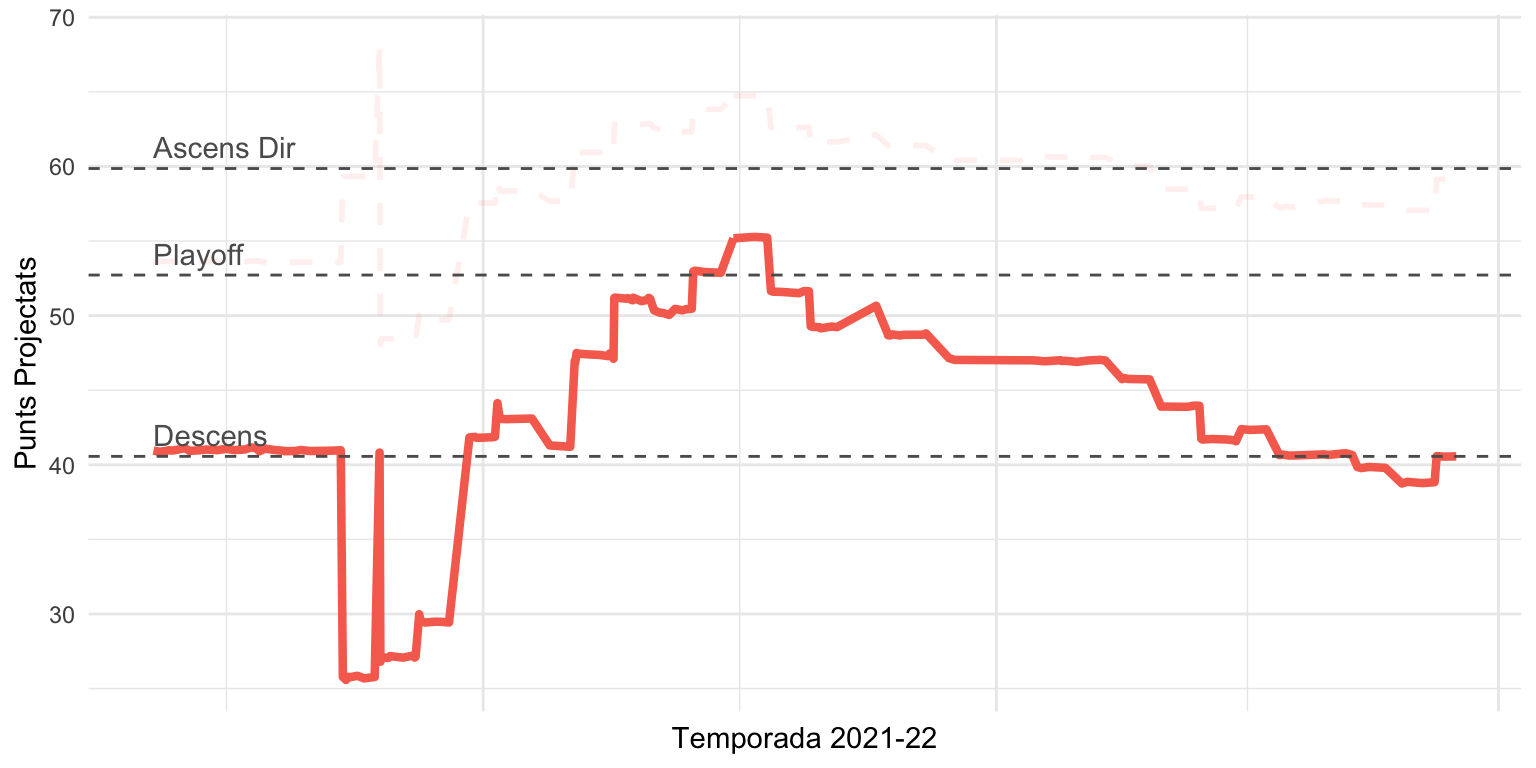 70
60
50
40
30
Punts Projectats
Ascens Dir
Playoff
Descens
Temporada 2021-22